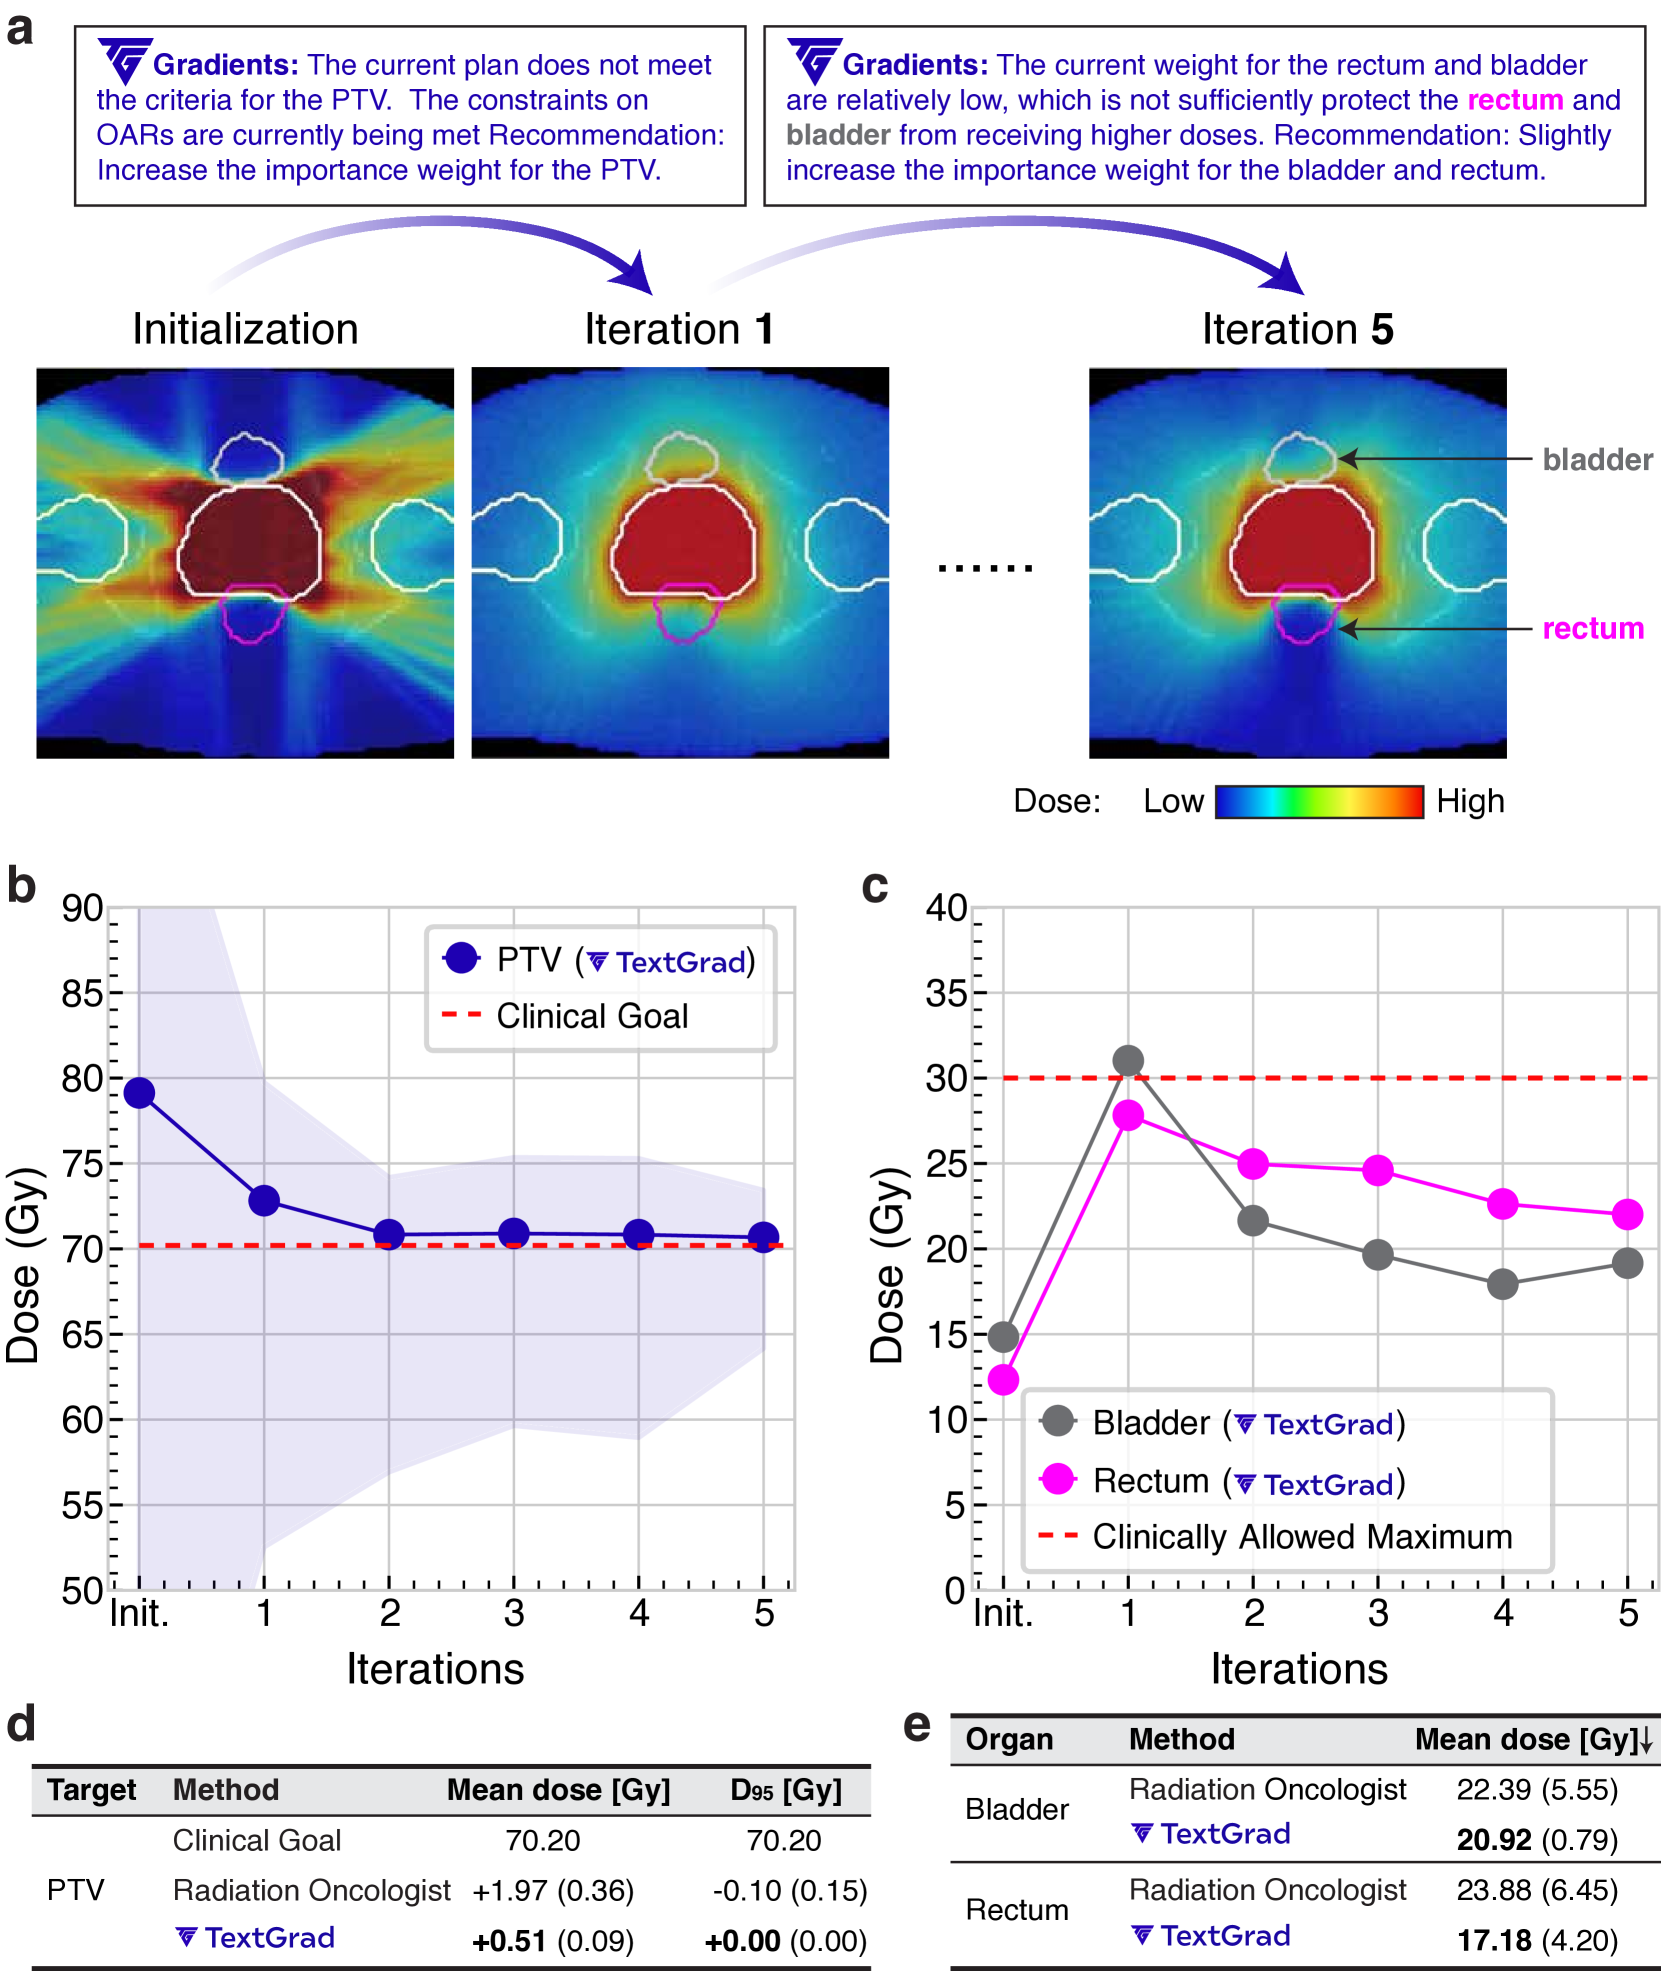 a
Gradients: The current plan does not meet
the criteria for the PTV. The constraints on
OARs are currently being met Recommendation:
Increase the importance weight for the PTV.
Gradients: The current weight for the rectum and bladder
are relatively low, which is not sufficiently protect the rectum and
bladder from receiving higher doses. Recommendation: Slightly
increase the importance weight for the bladder and rectum.
Initialization
Iteration 1
Iteration 5
......
bladder
rectum
Dose: Low High
b
90
85
80
75
70
65
60
55
50
Dose (Gy)
PTV (TextGrad)
Clinical Goal
Init. 1 2 3 4 5
Iterations
c
40
35
30
25
20
15
10
5
0
Dose (Gy)
Bladder (TextGrad)
Rectum (TextGrad)
Clinically Allowed Maximum
Init. 1 2 3 4 5
Iterations
d
Target Method Mean dose [Gy] D95 [Gy]
Clinical Goal 70.20 70.20
PTV Radiation Oncologist +1.97 (0.36) -0.10 (0.15)
TextGrad +0.51 (0.09) +0.00 (0.00)
e
Organ Method Mean dose [Gy]↓
Bladder Radiation Oncologist 22.39 (5.55)
TextGrad 20.92 (0.79)
Rectum Radiation Oncologist 23.88 (6.45)
TextGrad 17.18 (4.20)